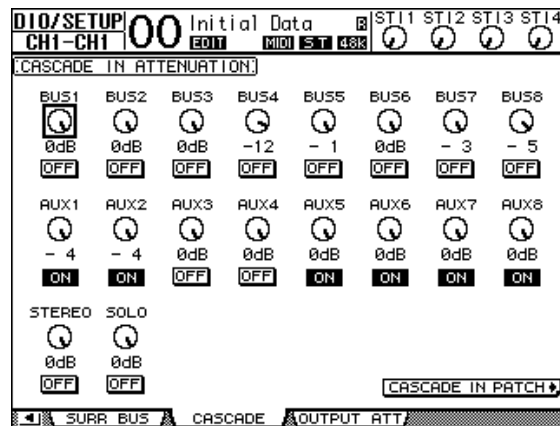 DIO/SETUP 00 Initial Data R STI1 STI2 STI3 STI4
CH1-CH1 EDIT MIDI ST 48k
CASCADE IN ATTENUATION
BUS1 BUS2 BUS3 BUS4 BUS5 BUS6 BUS7 BUS8
0dB 0dB 0dB -12 - 1 0dB - 3 - 5
OFF OFF OFF OFF OFF OFF OFF OFF
AUX1 AUX2 AUX3 AUX4 AUX5 AUX6 AUX7 AUX8
- 4 - 4 0dB 0dB 0dB 0dB 0dB 0dB
ON ON OFF OFF ON ON ON ON
STEREO SOLO
0dB 0dB
OFF OFF
CASCADE IN PATCH
SURR BUS CASCADE OUTPUT ATT